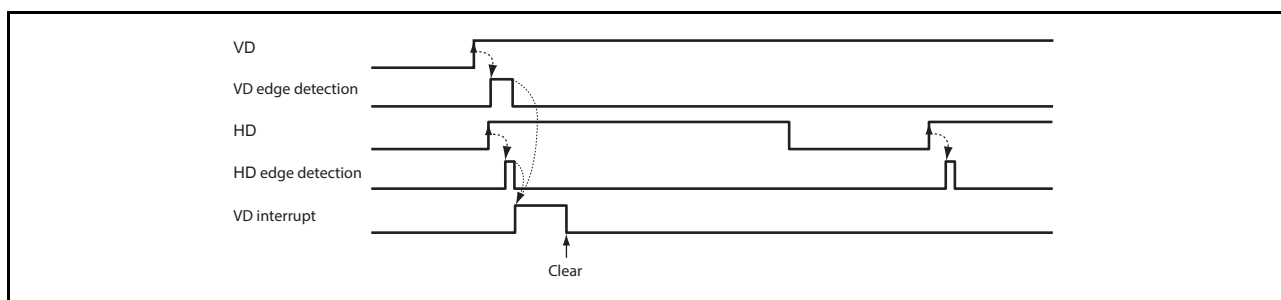 VD
VD edge detection
HD
HD edge detection
VD interrupt
Clear